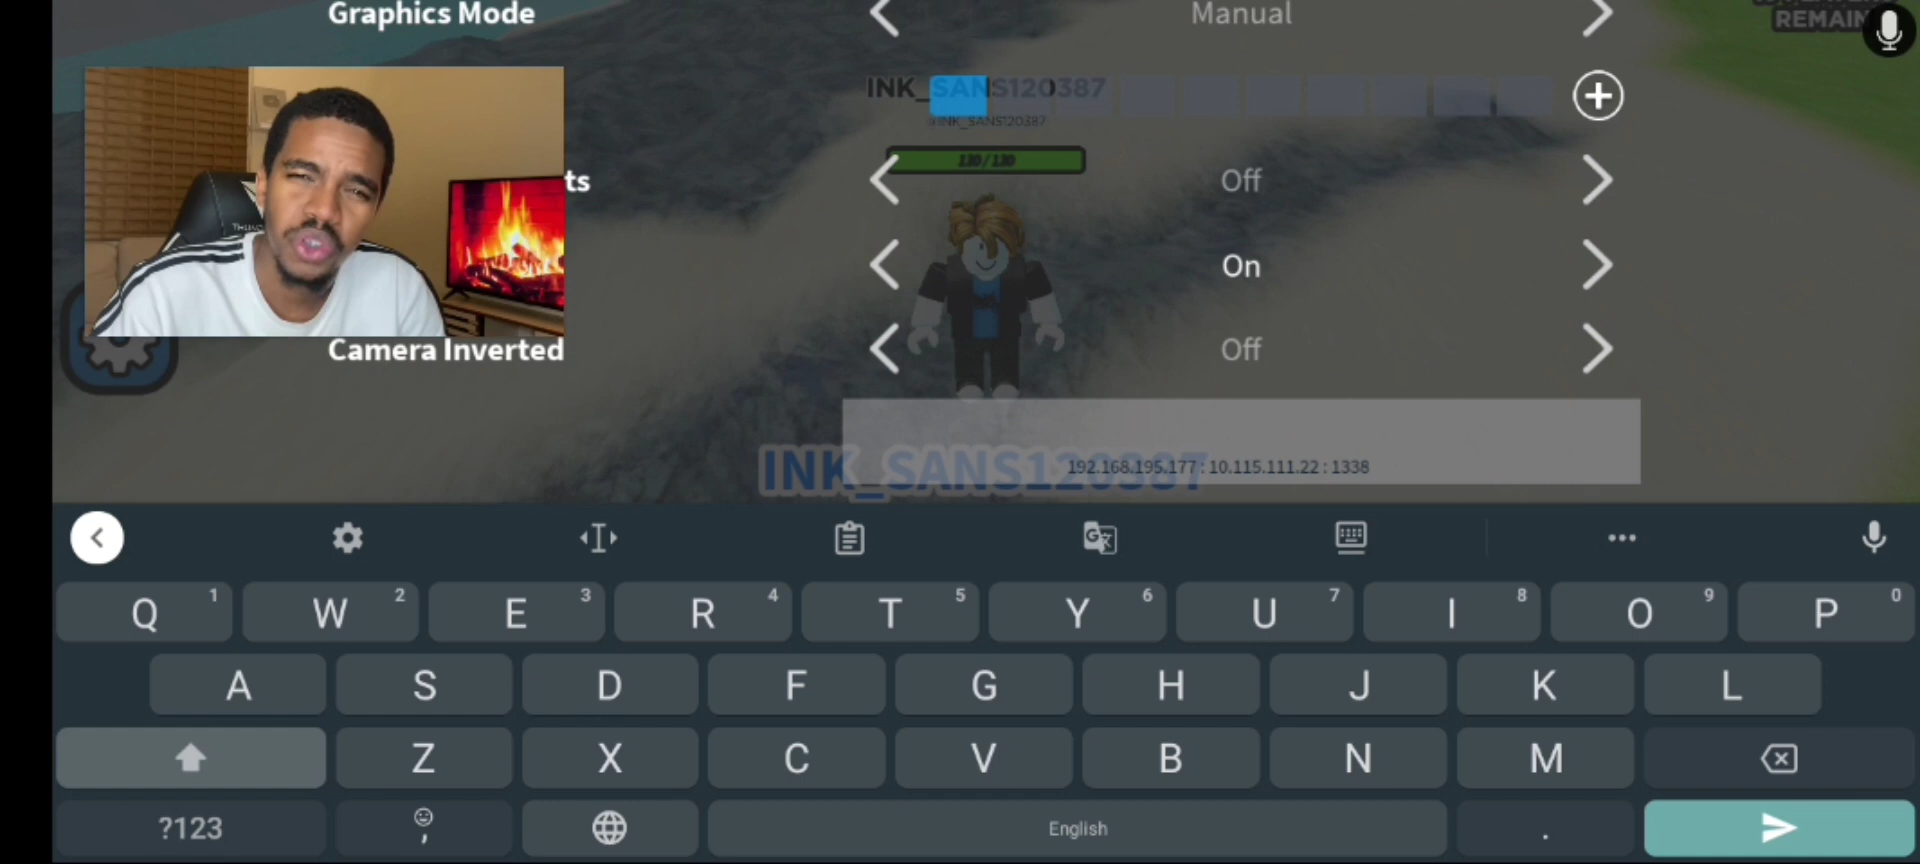 Graphics Mode
Manual
REMAIN
INK_SANS120387
@INK_SANS120387
130/130
ts
Off
On
Camera Inverted
Off
192.168.195.177 : 10.115.111.22 : 1338
INK_SANS120387
Q 1 W 2 E 3 R 4 T 5 Y 6 U 7 I 8 O 9 P 0
A S D F G H J K L
Z X C V B N M
?123 , English .